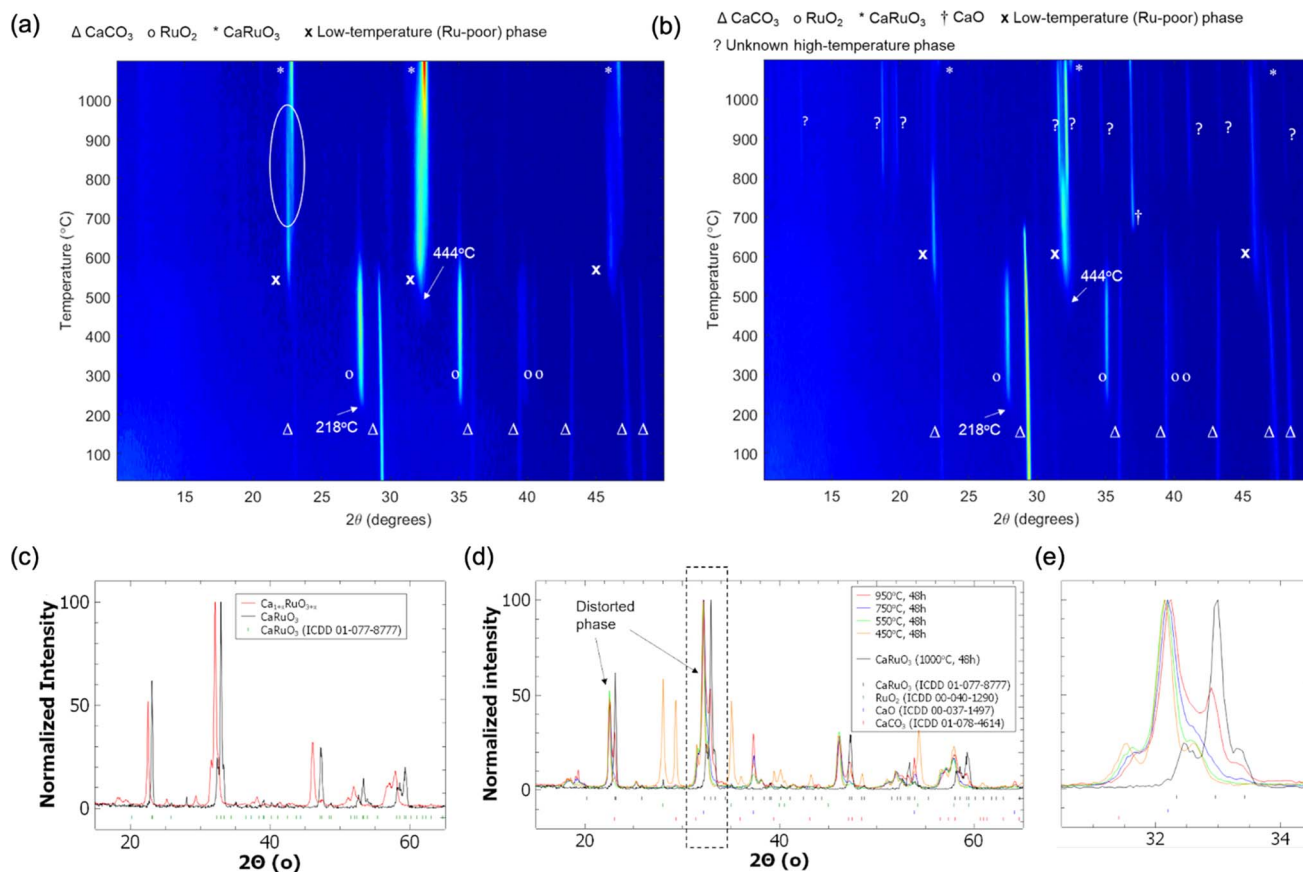 (a)
Δ CaCO₃ o RuO₂ * CaRuO₃ x Low-temperature (Ru-poor) phase
* * *
1000
900
800
700
600
500
400
300
200
100
Temperature (°C)
444°C
x x x
o o o o
218°C
Δ Δ Δ Δ Δ Δ Δ
15 20 25 30 35 40 45
2θ (degrees)
(b)
Δ CaCO₃ o RuO₂ * CaRuO₃ † CaO x Low-temperature (Ru-poor) phase
? Unknown high-temperature phase
* * *
1000
900
800
700
600
500
400
300
200
100
Temperature (°C)
? ? ? ? ? ? ? ? ?
†
x x x
444°C
o o o o
218°C
Δ Δ Δ Δ Δ Δ Δ
15 20 25 30 35 40 45
2θ (degrees)
(c)
100
50
0
Normalized Intensity
Ca₁₊ₓRuO₃₊ₓ
CaRuO₃
CaRuO₃ (ICDD 01-077-8777)
20 40 60
2Θ (o)
(d)
100
50
0
Normalized intensity
Distorted
phase
950°C, 48h
750°C, 48h
550°C, 48h
450°C, 48h
CaRuO₃ (1000°C, 48h)
CaRuO₃ (ICDD 01-077-8777)
RuO₂ (ICDD 00-040-1290)
CaO (ICDD 00-037-1497)
CaCO₃ (ICDD 01-078-4614)
20 40 60
2Θ (o)
(e)
32 34